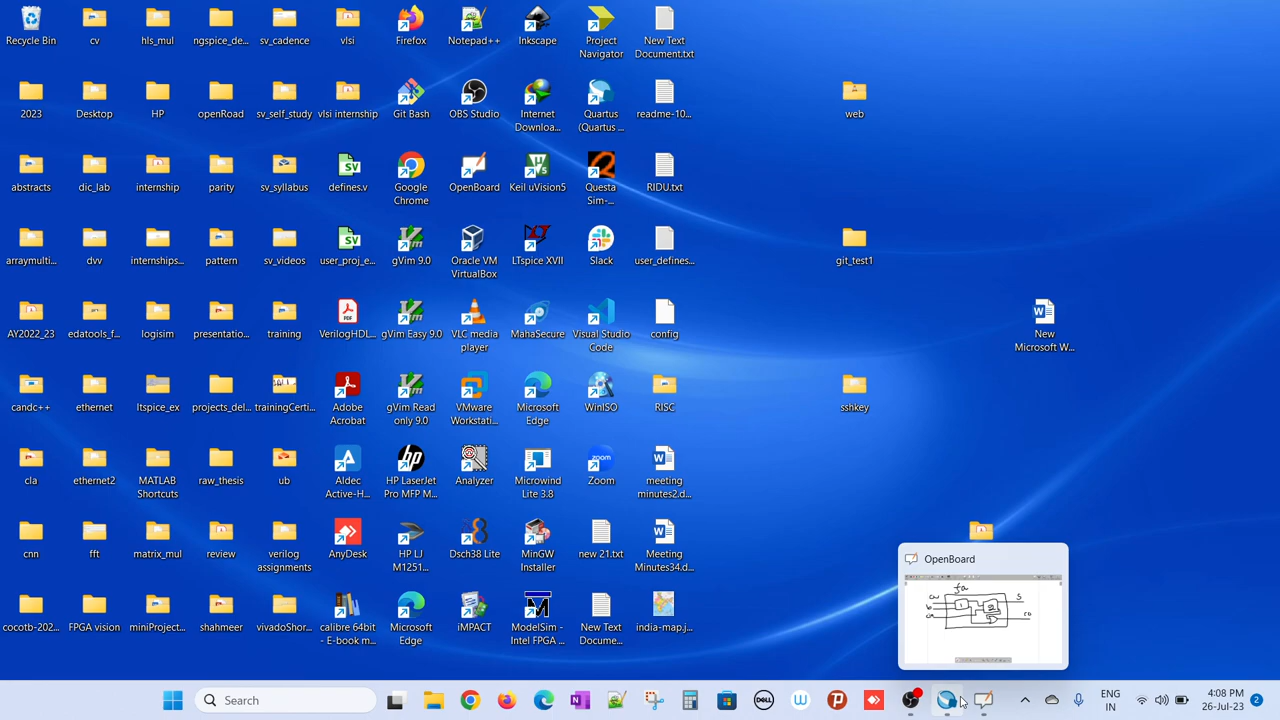 Recycle Bin
cv
hls_mul
ngspice_de...
sv_cadence
vlsi
Firefox
Notepad++
Inkscape
Project
Navigator
New Text
Document.txt
2023
Desktop
HP
openRoad
sv_self_study
vlsi internship
Git Bash
OBS Studio
Internet
Downloa...
Quartus
(Quartus ...
readme-10...
web
abstracts
dic_lab
internship
parity
sv_syllabus
defines.v
Google
Chrome
OpenBoard
Keil uVision5
Questa
Sim-...
RIDU.txt
arraymulti...
dvv
internships...
pattern
sv_videos
user_proj_e...
gVim 9.0
Oracle VM
VirtualBox
LTspice XVII
Slack
user_defines...
git_test1
AY2022_23
edatools_f...
logisim
presentatio...
training
VerilogHDL...
gVim Easy 9.0
VLC media
player
MahaSecure
Visual Studio
Code
config
New
Microsoft W...
candc++
ethernet
ltspice_ex
projects_del...
trainingCerti...
Adobe
Acrobat
gVim Read
only 9.0
VMware
Workstati...
Microsoft
Edge
WinISO
RISC
sshkey
cla
ethernet2
MATLAB
Shortcuts
raw_thesis
ub
Aldec
Active-H...
HP LaserJet
Pro MFP M...
Analyzer
Microwind
Lite 3.8
Zoom
meeting
minutes2.d...
cnn
fft
matrix_mul
review
verilog
assignments
AnyDesk
HP LJ
M1251...
Dsch38 Lite
MinGW
Installer
new 21.txt
Meeting
Minutes34.d...
cocotb-202...
FPGA vision
miniProject...
shahmeer
todoShort...
calibre 64bit
- E-book m...
Microsoft
Edge
iMPACT
ModelSim -
Intel FPGA ...
New Text
Docume...
india-map.j...
OpenBoard
fa
s
co
Search
ENG
IN
4:08 PM
26-Jul-23
2